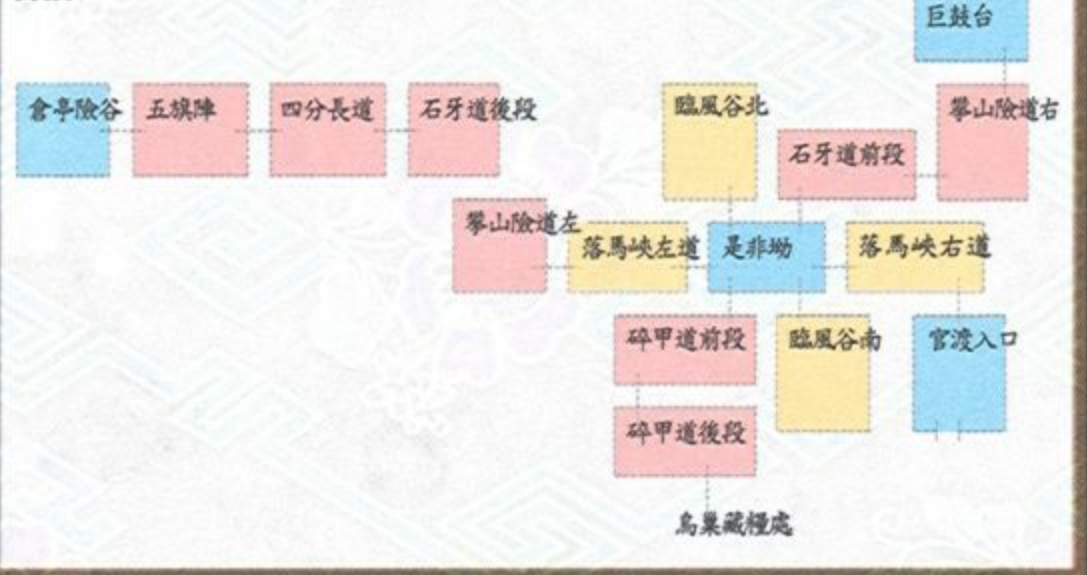 巨鼓台
倉亭險谷
五旗陣
四分長道
石牙道後段
臨風谷北
攀山險道右
石牙道前段
攀山險道左
落馬峽左道
是非坳
落馬峽右道
碎甲道前段
臨風谷南
官渡入口
碎甲道後段
烏巢藏糧處